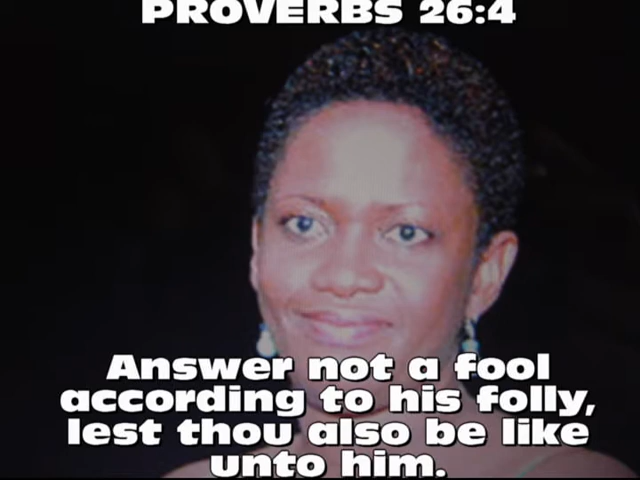 PROVERBS 26:4
Answer not a fool
according to his folly,
lest thou also be like
unto him.